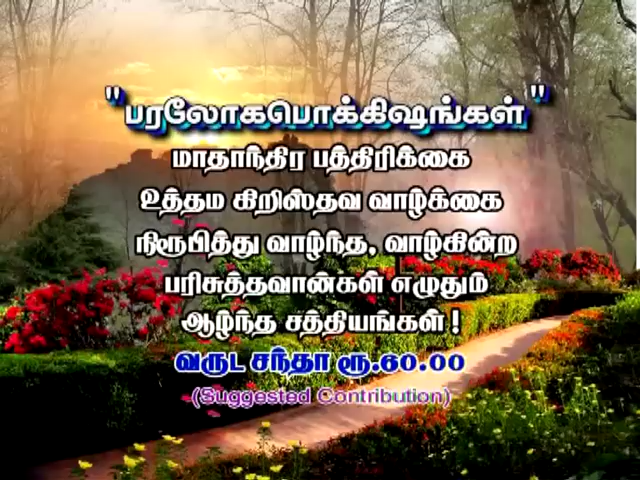 "பரலோகபொக்கிஷங்கள்"
மாதாந்திர பத்திரிக்கை
உத்தம கிறிஸ்தவ வாழ்க்கை
நிரூபித்து வாழ்ந்த, வாழ்கின்ற
பரிசுத்தவான்கள் எழுதும்
ஆழ்ந்த சத்தியங்கள் !
வருட சந்தா ரூ.60.00
(Suggested Contribution)